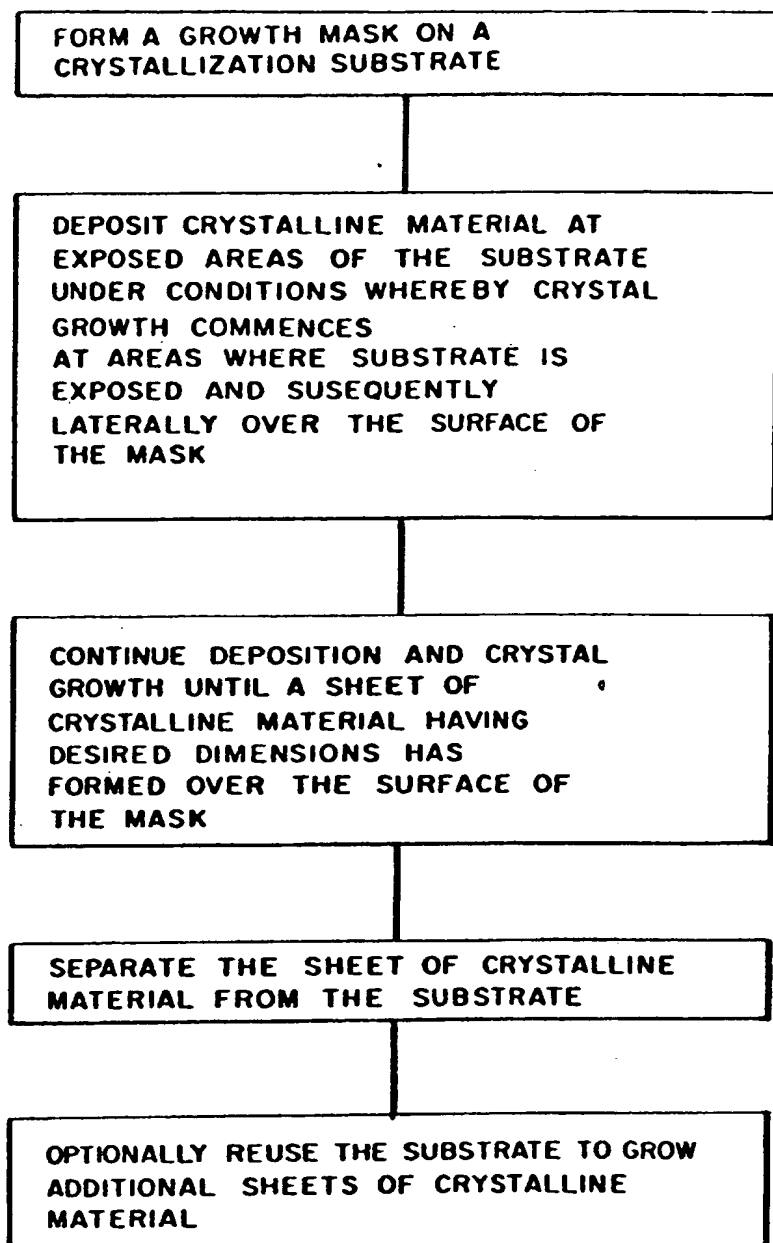 FORM A GROWTH MASK ON A
CRYSTALLIZATION SUBSTRATE
DEPOSIT CRYSTALLINE MATERIAL AT
EXPOSED AREAS OF THE SUBSTRATE
UNDER CONDITIONS WHEREBY CRYSTAL
GROWTH COMMENCES
AT AREAS WHERE SUBSTRATE IS
EXPOSED AND SUSEQUENTLY
LATERALLY OVER THE SURFACE OF
THE MASK
CONTINUE DEPOSITION AND CRYSTAL
GROWTH UNTIL A SHEET OF
CRYSTALLINE MATERIAL HAVING
DESIRED DIMENSIONS HAS
FORMED OVER THE SURFACE OF
THE MASK
SEPARATE THE SHEET OF CRYSTALLINE
MATERIAL FROM THE SUBSTRATE
OPTIONALLY REUSE THE SUBSTRATE TO GROW
ADDITIONAL SHEETS OF CRYSTALLINE
MATERIAL